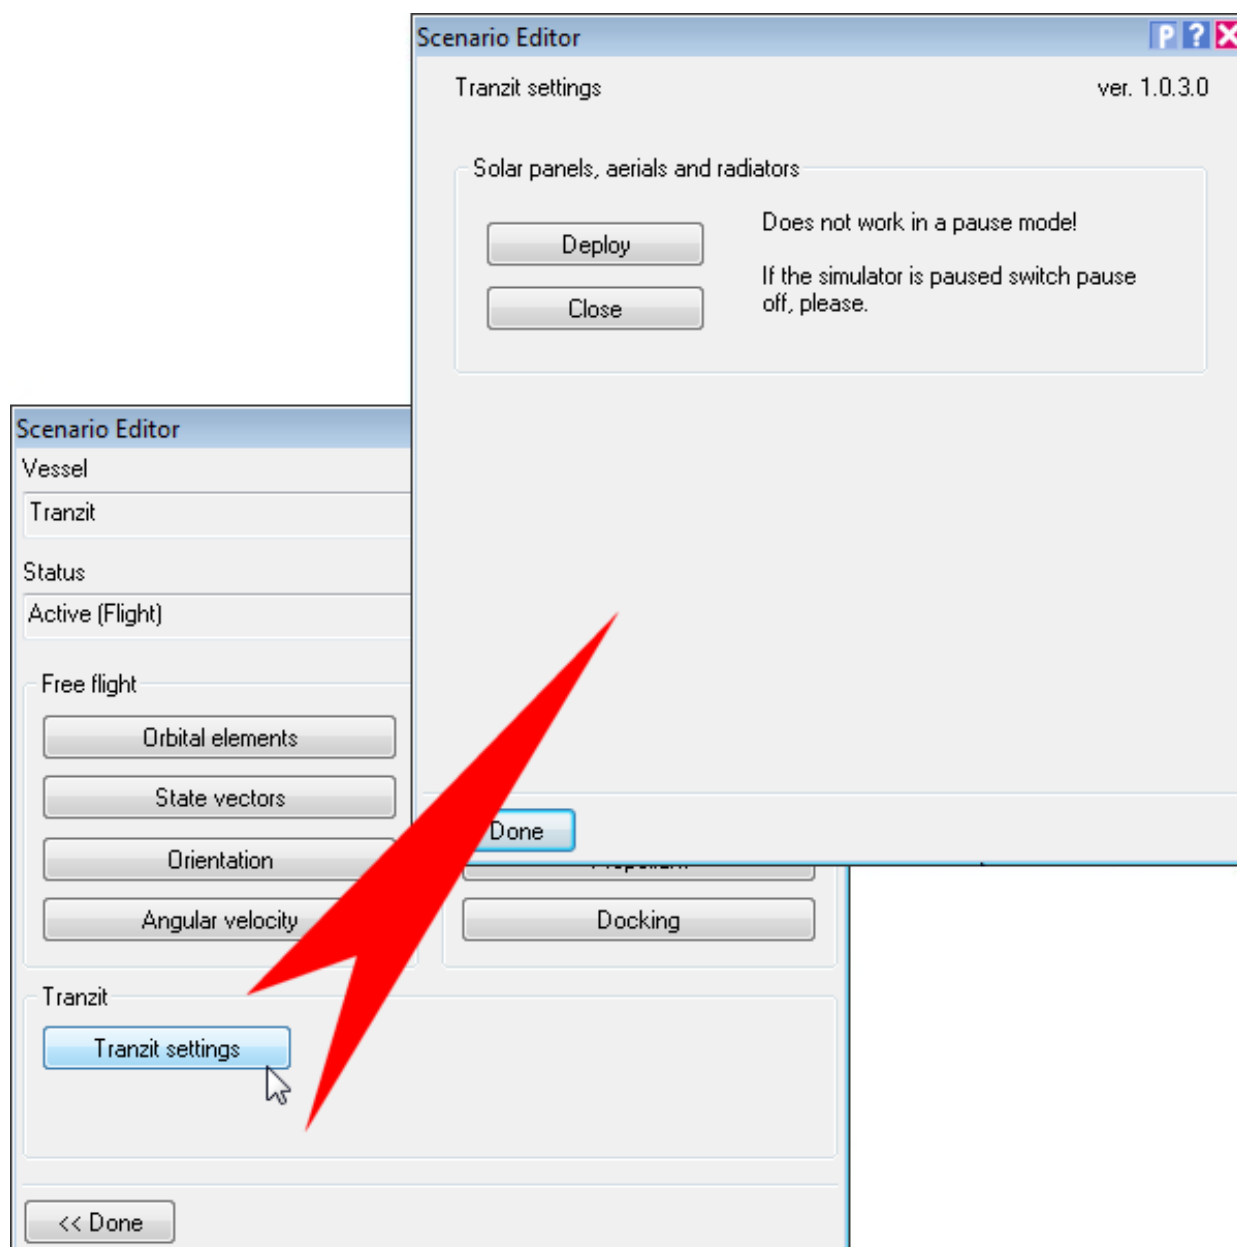 Scenario Editor
P ?
Tranzit settings
ver. 1.0.3.0
Solar panels, aerials and radiators
Deploy
Close
Does not work in a pause mode!
If the simulator is paused switch pause
off, please.
Done
Scenario Editor
Vessel
Tranzit
Status
Active (Flight)
Free flight
Orbital elements
State vectors
Orientation
Angular velocity
Docking
Tranzit
Tranzit settings
<< Done